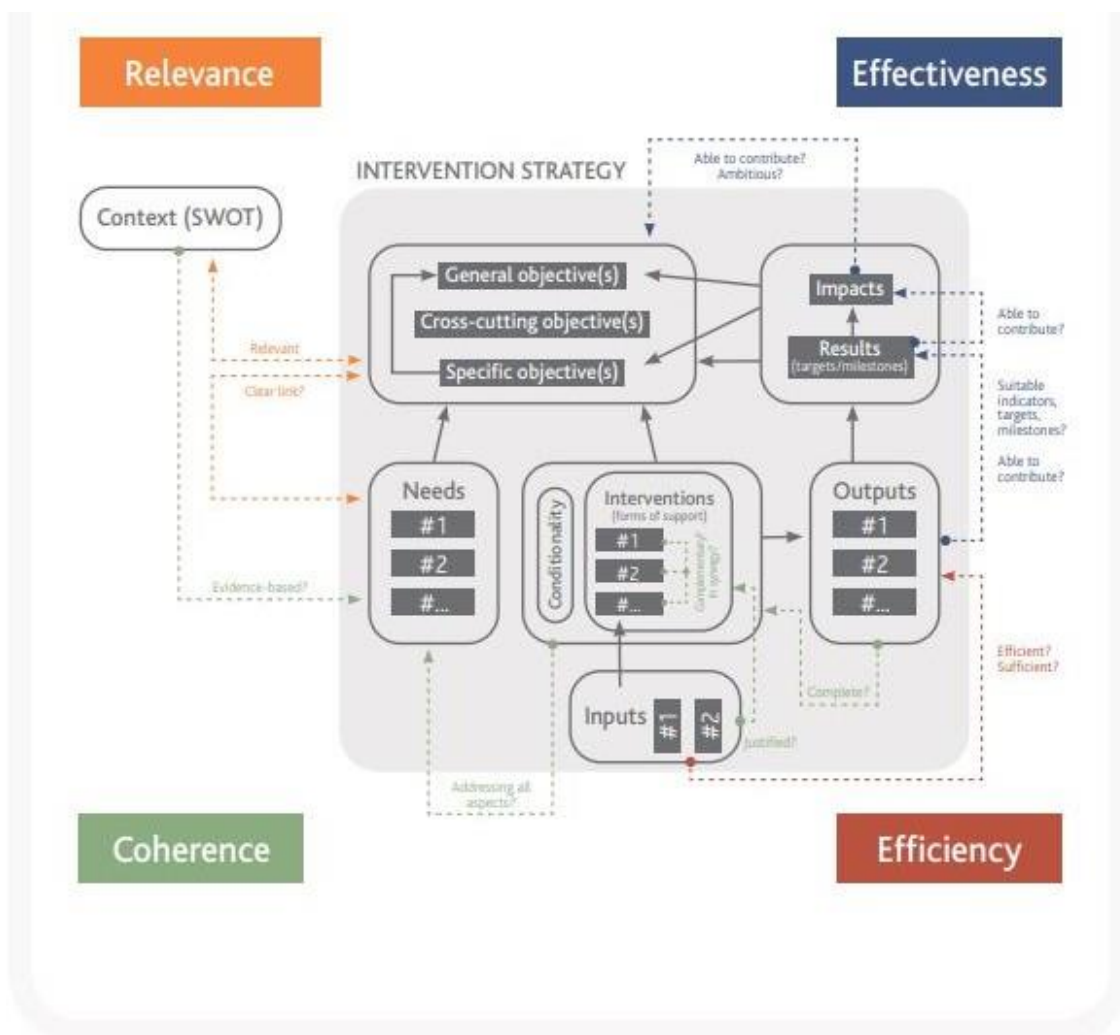 Relevance
Effectiveness
Able to contribute?
Ambitious?
INTERVENTION STRATEGY
Context (SWOT)
General objective(s)
Cross-cutting objective(s)
Specific objective(s)
Impacts
Results
(targets/milestones)
Able to
contribute?
Relevant
Clear link?
Suitable
indicators,
targets,
milestones?
Able to
contribute?
Needs
#1
#2
#...
Conditionality
Interventions
(forms of support)
#1
#2
#...
Complementary?
In synergy?
Outputs
#1
#2
#...
Evidence-based?
Efficient?
Sufficient?
Complete?
Inputs
#1
#2
Justified?
Addressing all
aspects?
Coherence
Efficiency